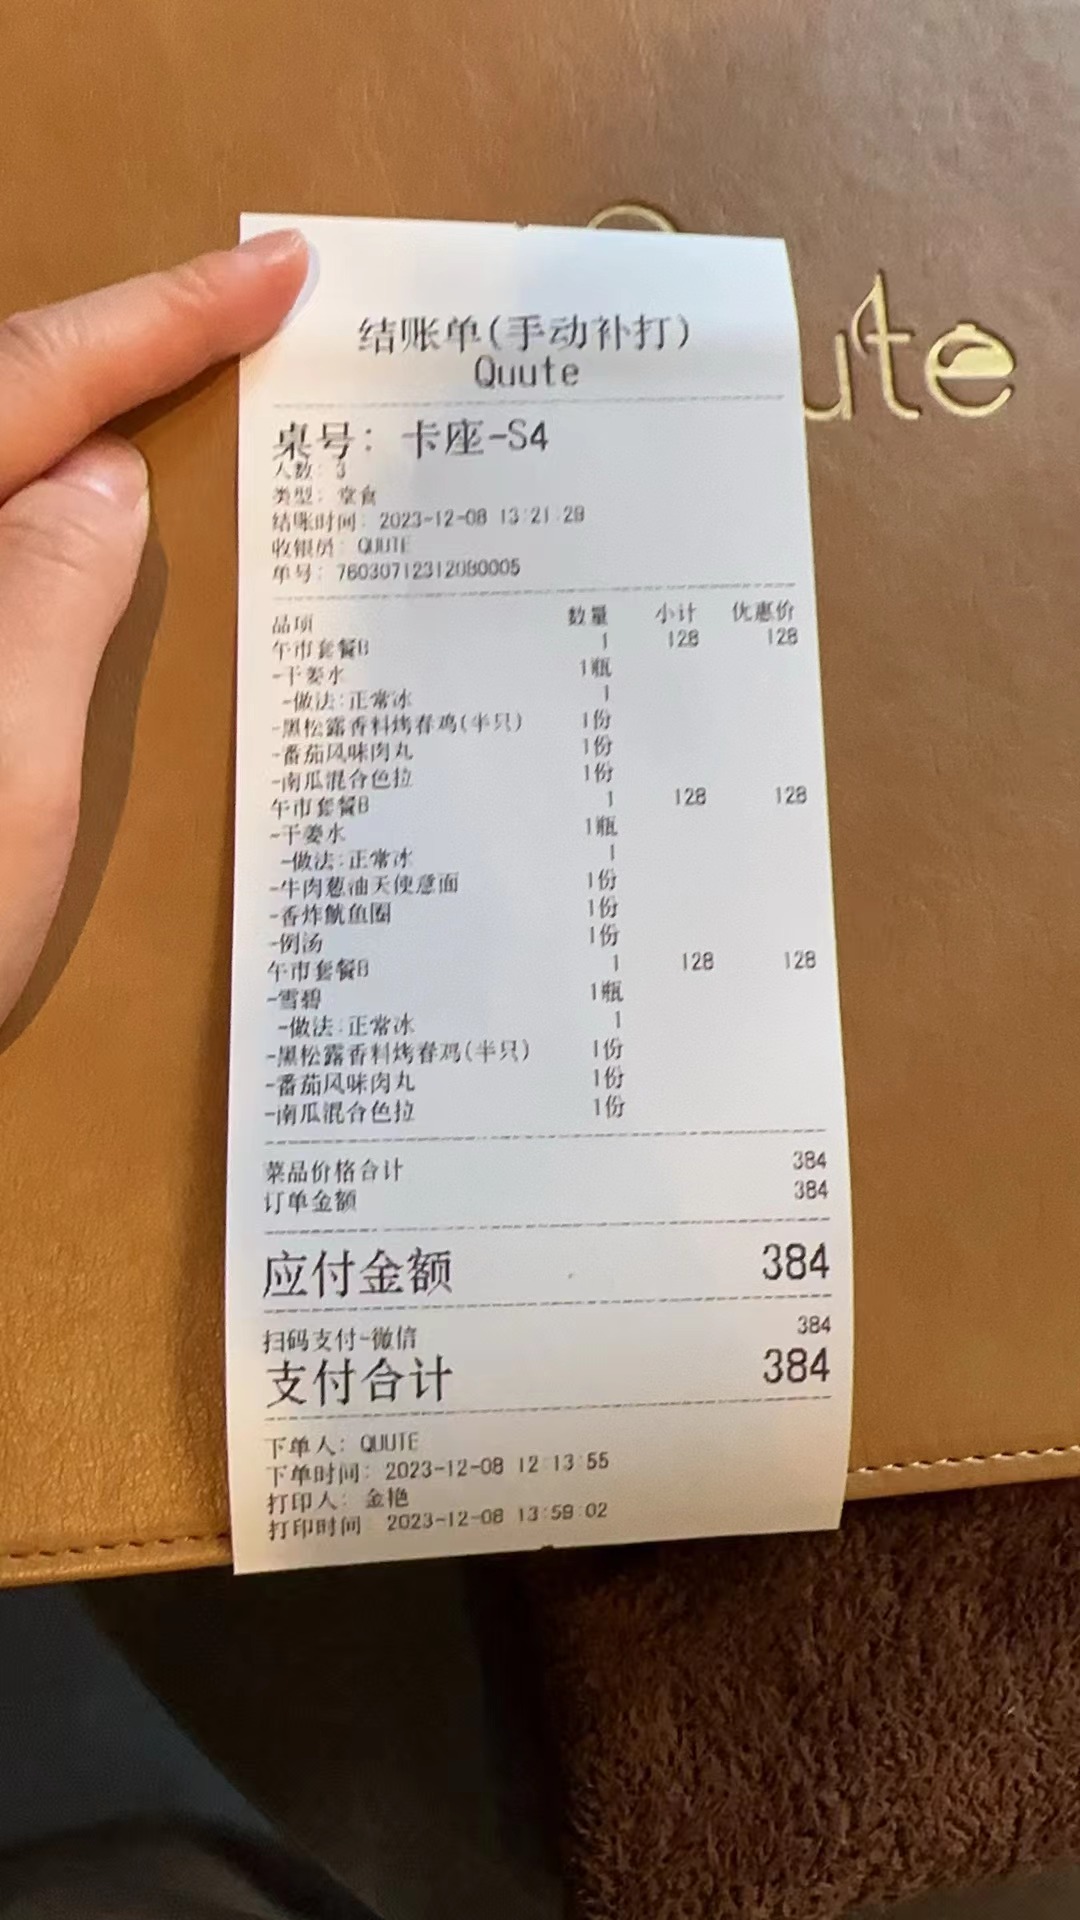 结账单(手动补打)
Quute
ute
桌号: 卡座-S4
人数: 3
类型: 堂食
结账时间: 2023-12-08 13:21:28
收银员: QUUTE
单号: 76030712312080005
品项 数量 小计 优惠价
午市套餐B 1 128 128
-干姜水 1瓶
-做法:正常冰 1
-黑松露香料烤春鸡(半只) 1份
-番茄风味肉丸 1份
-南瓜混合色拉 1份
午市套餐B 1 128 128
-干姜水 1瓶
-做法:正常冰 1
-牛肉葱油天使意面 1份
-香炸鱿鱼圈 1份
-例汤 1份
午市套餐B 1 128 128
-雪碧 1瓶
-做法:正常冰 1
-黑松露香料烤春鸡(半只) 1份
-番茄风味肉丸 1份
-南瓜混合色拉 1份
菜品价格合计 384
订单金额 384
应付金额 384
扫码支付-微信 384
支付合计 384
下单人: QUUTE
下单时间: 2023-12-08 12:13:55
打印人: 金艳
打印时间 2023-12-08 13:59:02